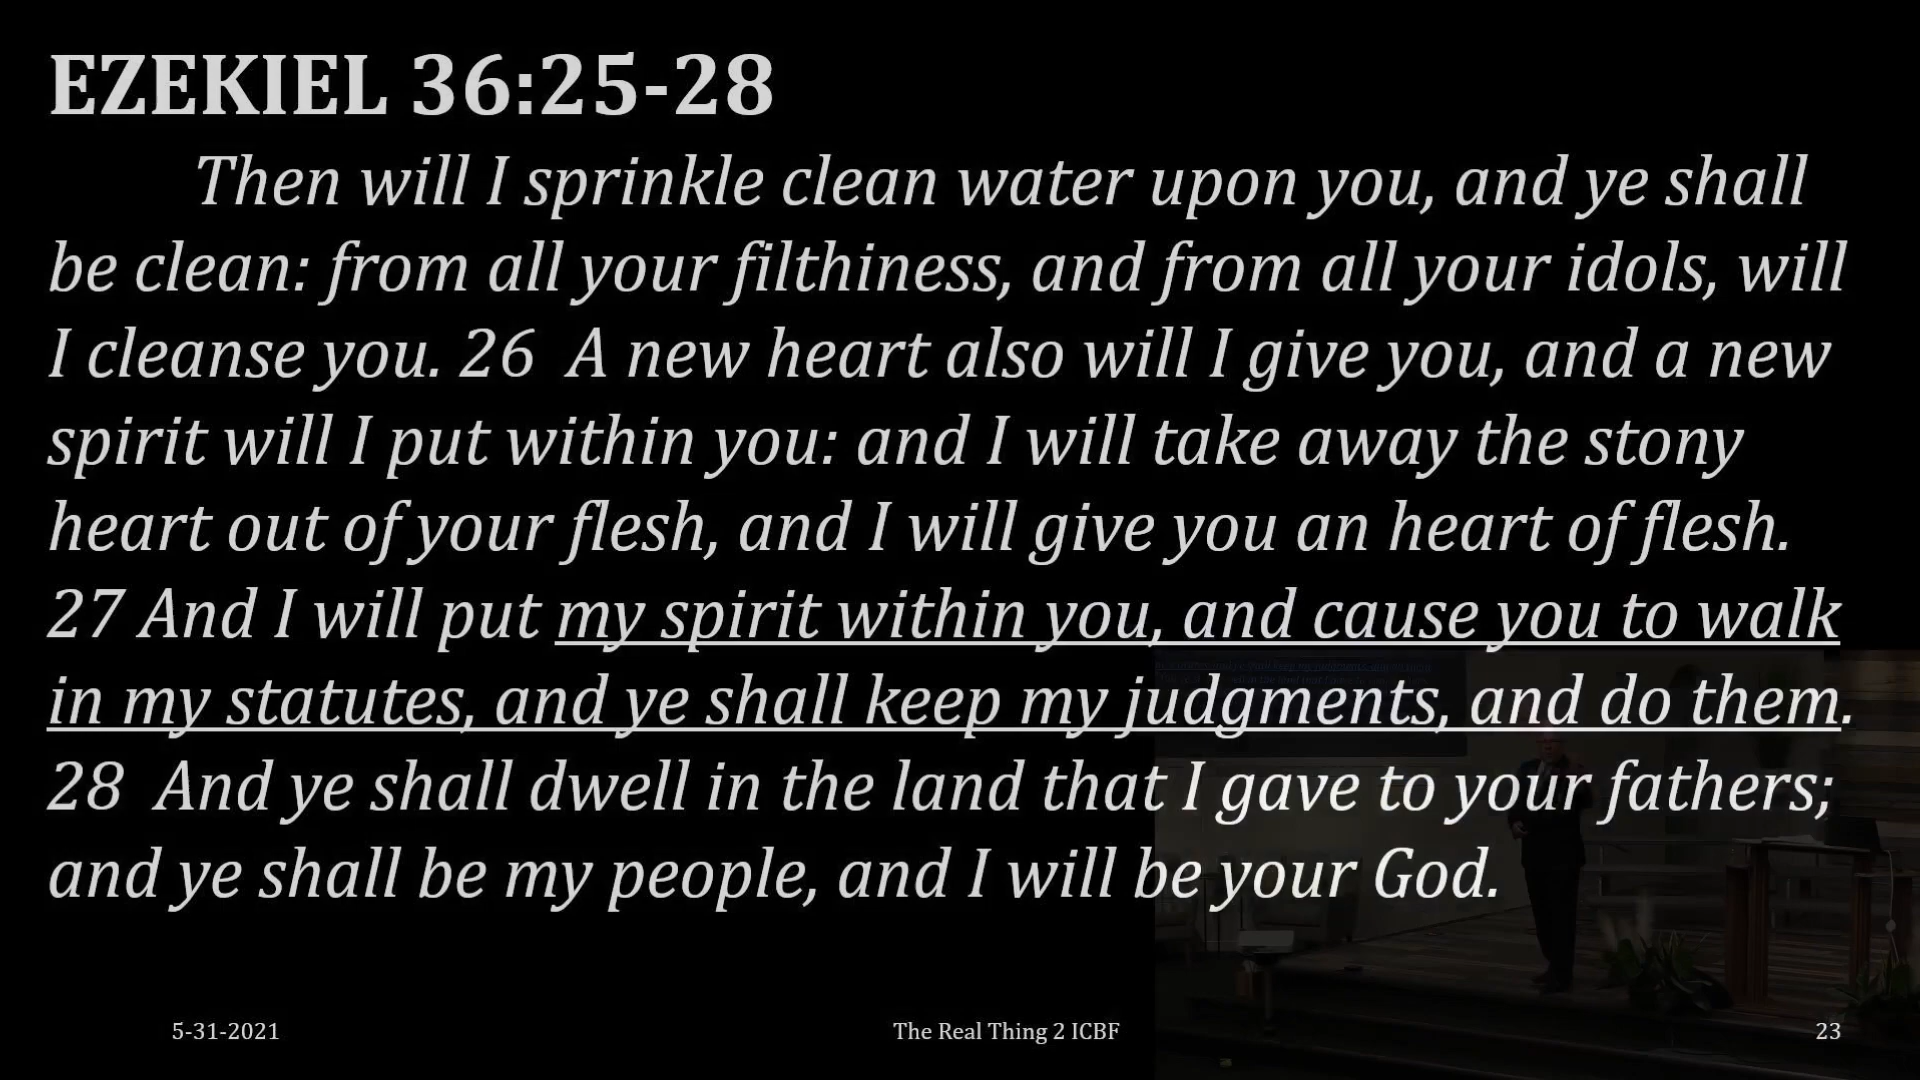 EZEKIEL 36:25-28
Then will I sprinkle clean water upon you, and ye shall
be clean: from all your filthiness, and from all your idols, will
I cleanse you. 26 A new heart also will I give you, and a new
spirit will I put within you: and I will take away the stony
heart out of your flesh, and I will give you an heart of flesh.
27 And I will put my spirit within you, and cause you to walk
in my statutes, and ye shall keep my judgments, and do them.
28 And ye shall dwell in the land that I gave to your fathers;
and ye shall be my people, and I will be your God.
5-31-2021 The Real Thing 2 ICBF 23